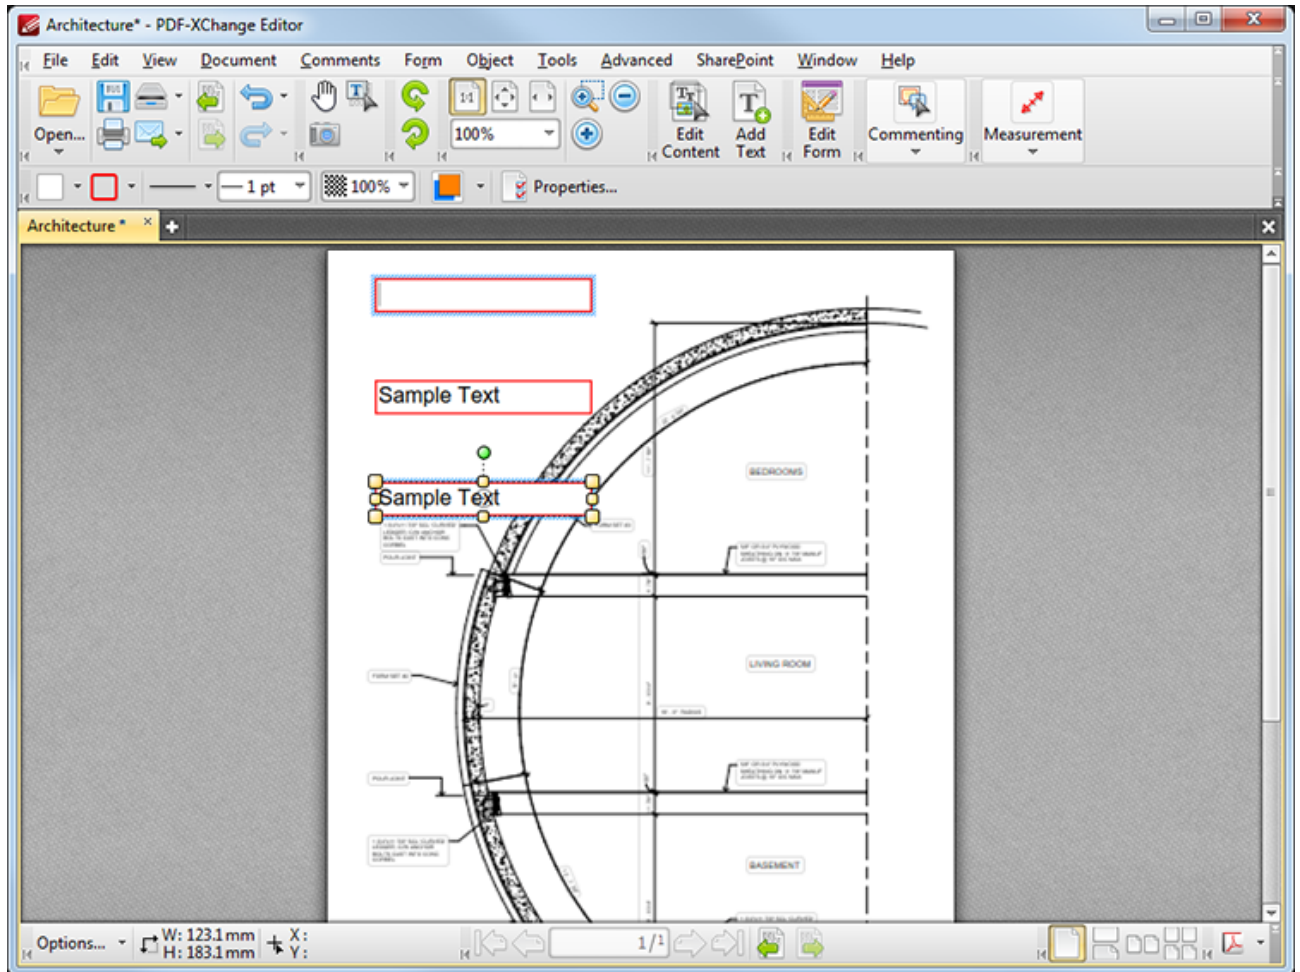 Architecture* - PDF-XChange Editor
File Edit View Document Comments Form Object Tools Advanced SharePoint Window Help
Open...
1:1
100%
Edit Content
Add Text
Edit Form
Commenting
Measurement
1 pt
100%
Properties...
Architecture *
Sample Text
Sample Text
BEDROOMS
LIVING ROOM
BASEMENT
Options...
W: 123.1 mm
H: 183.1 mm
X:
Y:
1/1